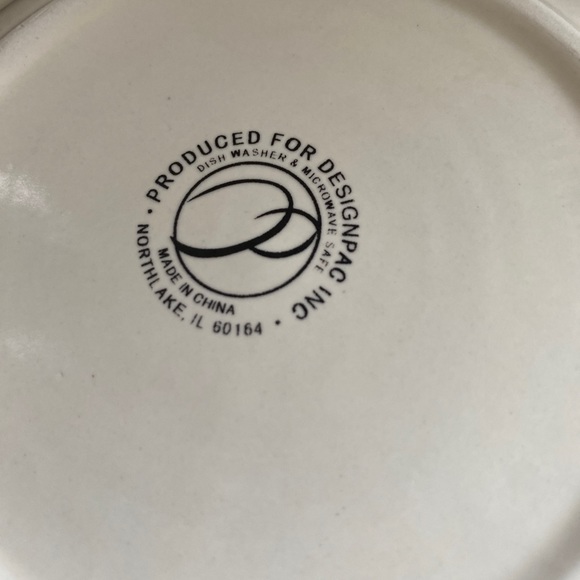 • PRODUCED FOR DESIGNPAC INC •
DISH WASHER & MICROWAVE SAFE
MADE IN CHINA
NORTHLAKE, IL 60164